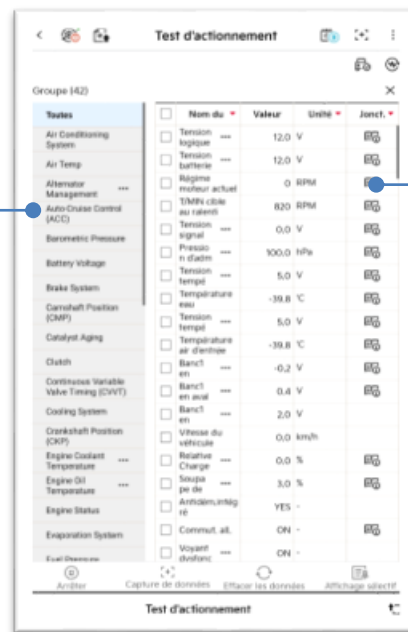 Test d'actionnement
Groupe (42)
Toutes
Air Conditioning
System
Air Temp
Alternator
Management ...
Auto-Cruise Control
(ACC)
Barometric Pressure
Battery Voltage
Brake System
Camshaft Position
(CMP)
Catalyst Aging
Clutch
Continuous Variable
Valve Timing (CVVT)
Cooling System
Crankshaft Position
(CKP)
Engine Coolant
Temperature ...
Engine Oil
Temperature ...
Engine Status
Evaporation System
Fuel Pressure
Nom du Valeur Unité Jonct.
Tension
logique ... 12,0 V
Tension
batterie ... 12,0 V
Régime
moteur actuel 0 RPM
T/MIN cible
au ralenti 820 RPM
Tension
signal ... 0,0 V
Pressio
n d'adm ... 100,0 hPa
Tension
tempé ... 5,0 V
Température
eau -39,8 °C
Tension
tempé ... 5,0 V
Température
air d'entrée -39,8 °C
Banc1
en ... -0,2 V
Banc1
en aval ... 0,4 V
Banc1
en ... 2,0 V
Vitesse du
véhicule 0,0 km/h
Relative
Charge ... 0,0 %
Soupa
pe de ... 3,0 %
Antidém.intég
ré YES -
Commut. all. ON -
Voyant
dysfonc ... ON -
Arrêter Capture de données Effacer les données Affichage sélectif
Test d'actionnement